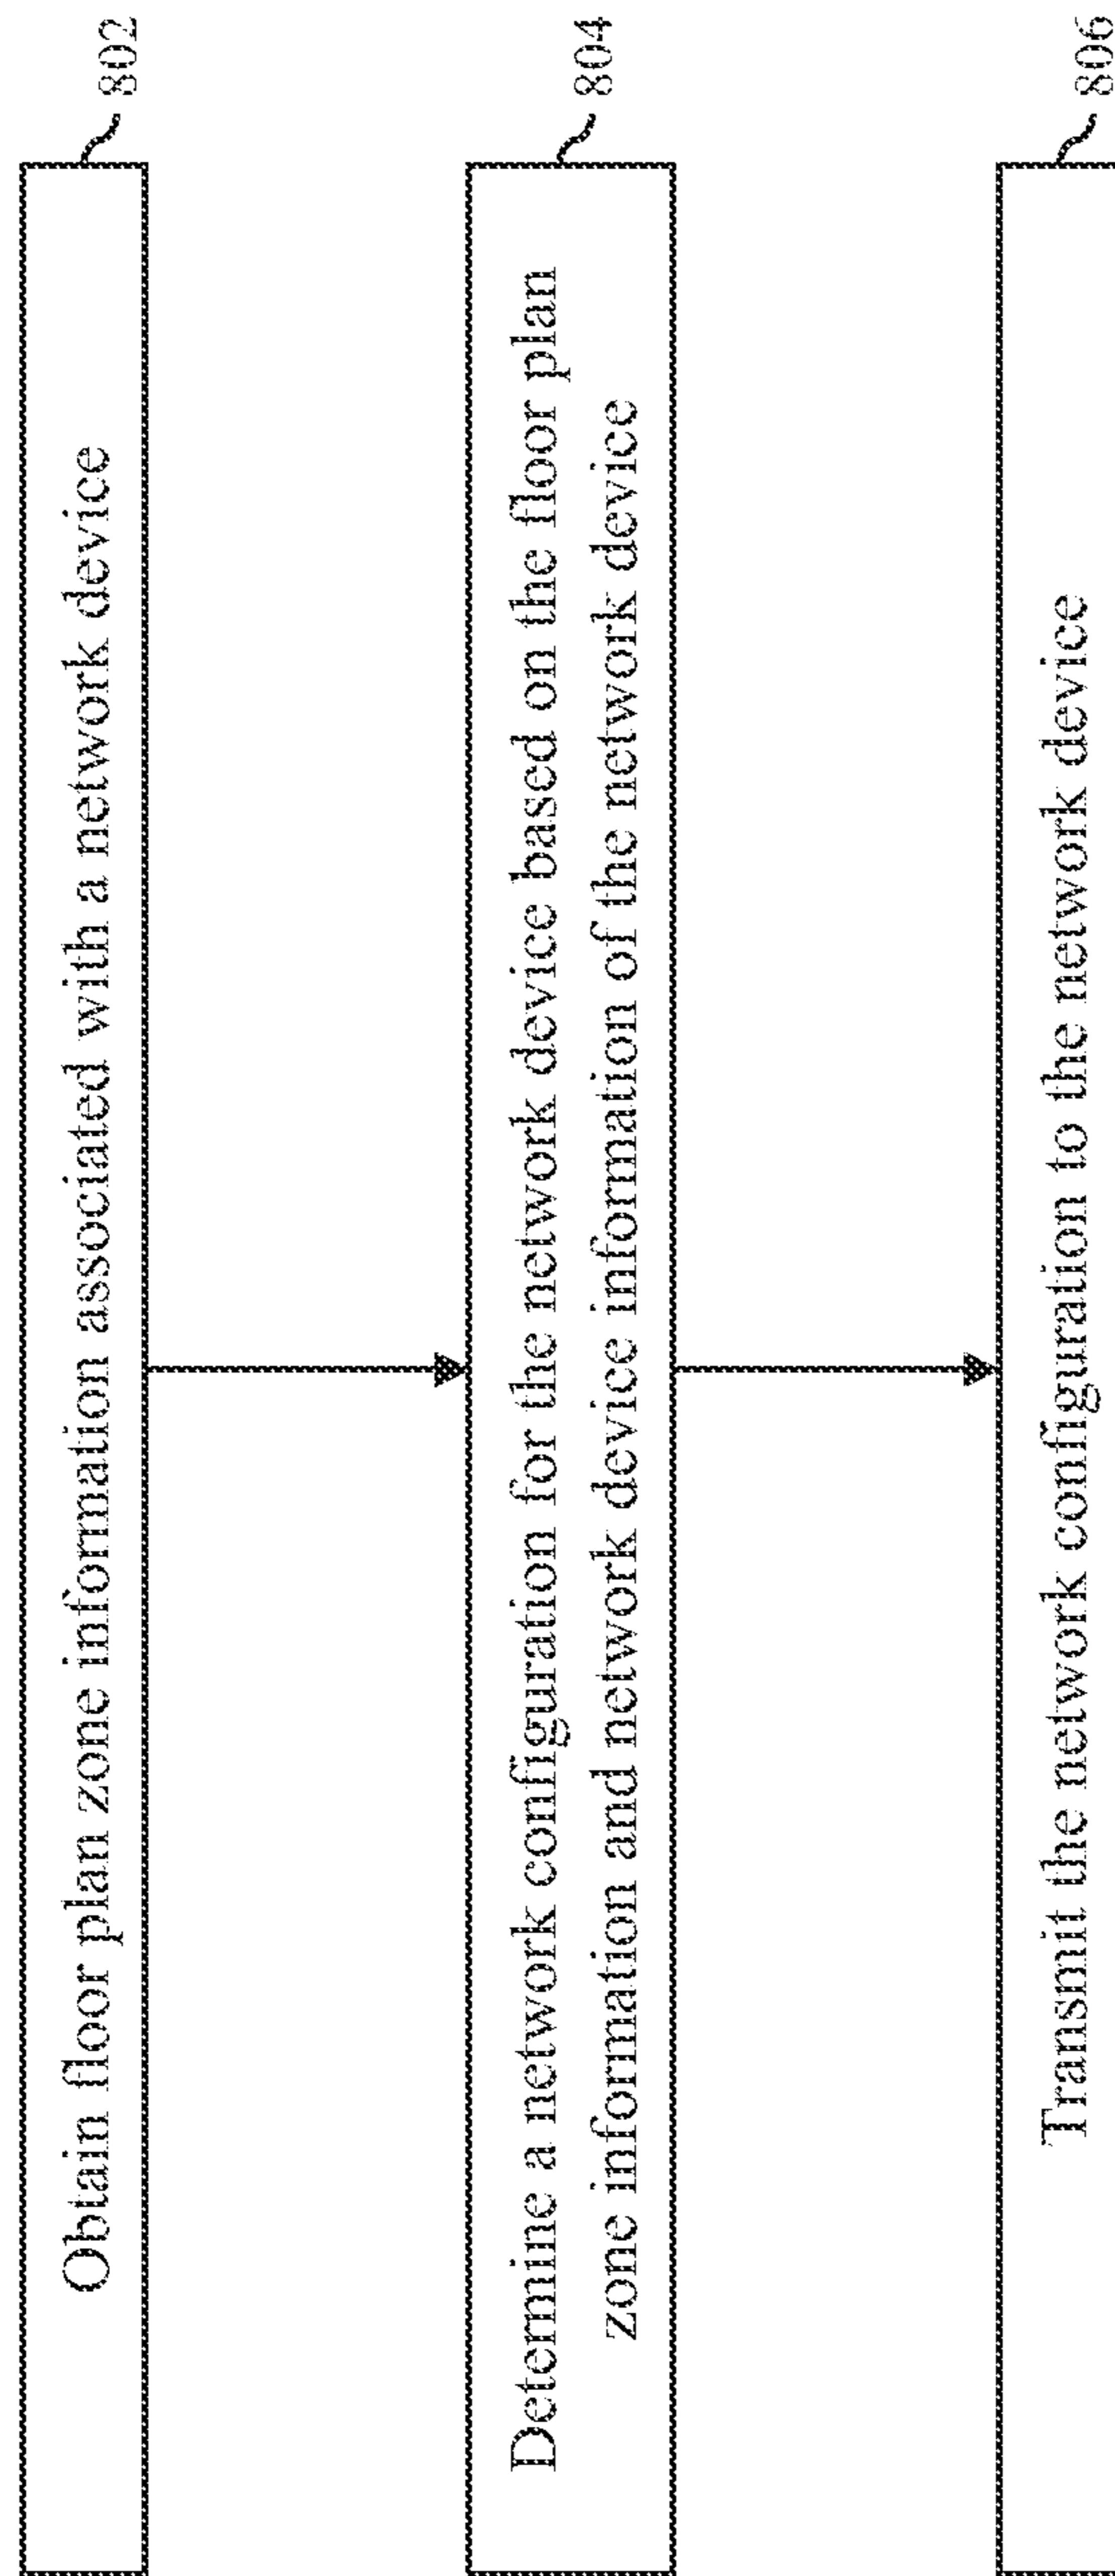 Obtain floor plan zone information associated with a network device
802
Determine a network configuration for the network device based on the floor plan
zone information and network device information of the network device
804
Transmit the network configuration to the network device
806